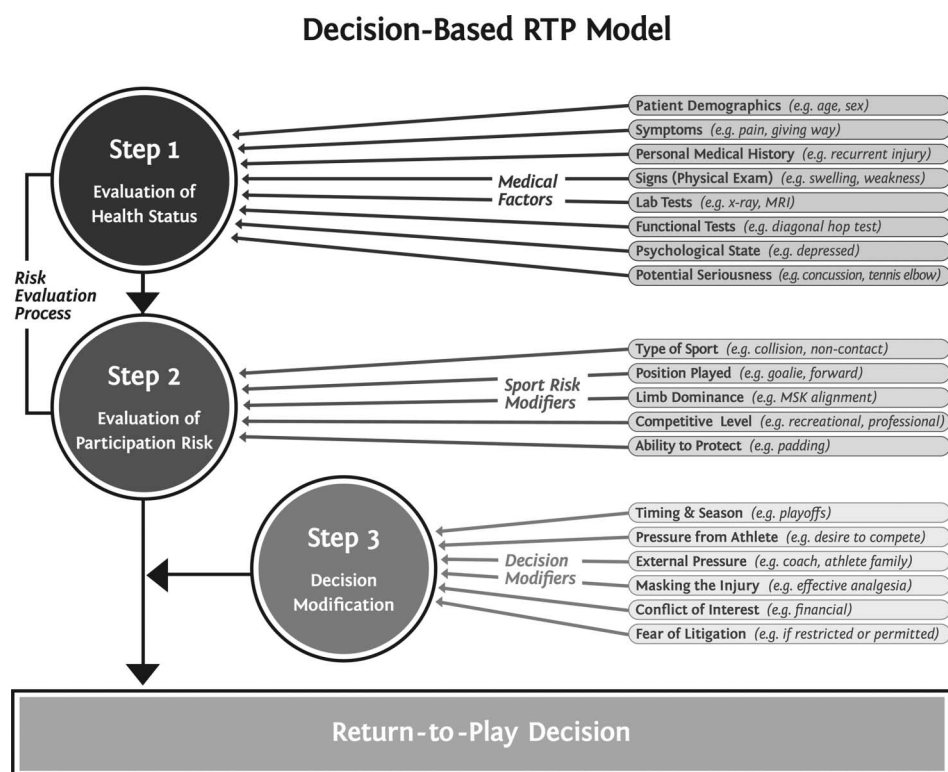 Decision-Based RTP Model
Step 1
Evaluation of
Health Status
Medical
Factors
Patient Demographics (e.g. age, sex)
Symptoms (e.g. pain, giving way)
Personal Medical History (e.g. recurrent injury)
Signs (Physical Exam) (e.g. swelling, weakness)
Lab Tests (e.g. x-ray, MRI)
Functional Tests (e.g. diagonal hop test)
Psychological State (e.g. depressed)
Potential Seriousness (e.g. concussion, tennis elbow)
Risk
Evaluation
Process
Step 2
Evaluation of
Participation Risk
Sport Risk
Modifiers
Type of Sport (e.g. collision, non-contact)
Position Played (e.g. goalie, forward)
Limb Dominance (e.g. MSK alignment)
Competitive Level (e.g. recreational, professional)
Ability to Protect (e.g. padding)
Step 3
Decision
Modification
Decision
Modifiers
Timing & Season (e.g. playoffs)
Pressure from Athlete (e.g. desire to compete)
External Pressure (e.g. coach, athlete family)
Masking the Injury (e.g. effective analgesia)
Conflict of Interest (e.g. financial)
Fear of Litigation (e.g. if restricted or permitted)
Return-to-Play Decision